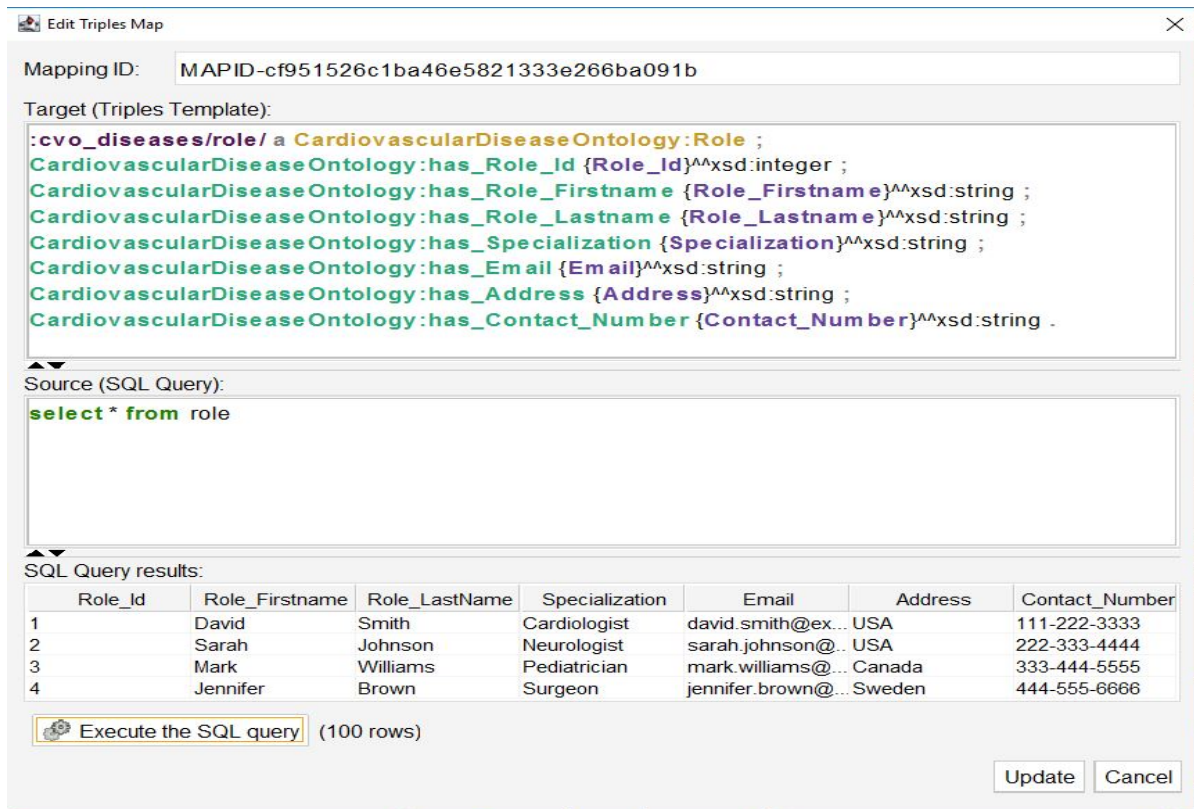 Edit Triples Map
Mapping ID: MAPID-cf951526c1ba46e5821333e266ba091b
Target (Triples Template):
:cvo_diseases/role/ a CardiovascularDiseaseOntology:Role ;
CardiovascularDiseaseOntology:has_Role_Id {Role_Id}^^xsd:integer ;
CardiovascularDiseaseOntology:has_Role_Firstname {Role_Firstname}^^xsd:string ;
CardiovascularDiseaseOntology:has_Role_Lastname {Role_Lastname}^^xsd:string ;
CardiovascularDiseaseOntology:has_Specialization {Specialization}^^xsd:string ;
CardiovascularDiseaseOntology:has_Email {Email}^^xsd:string ;
CardiovascularDiseaseOntology:has_Address {Address}^^xsd:string ;
CardiovascularDiseaseOntology:has_Contact_Number {Contact_Number}^^xsd:string .
Source (SQL Query):
select * from role
SQL Query results:
Role_Id Role_Firstname Role_LastName Specialization Email Address Contact_Number
1 David Smith Cardiologist david.smith@ex... USA 111-222-3333
2 Sarah Johnson Neurologist sarah.johnson@... USA 222-333-4444
3 Mark Williams Pediatrician mark.williams@... Canada 333-444-5555
4 Jennifer Brown Surgeon jennifer.brown@... Sweden 444-555-6666
Execute the SQL query (100 rows)
Update Cancel